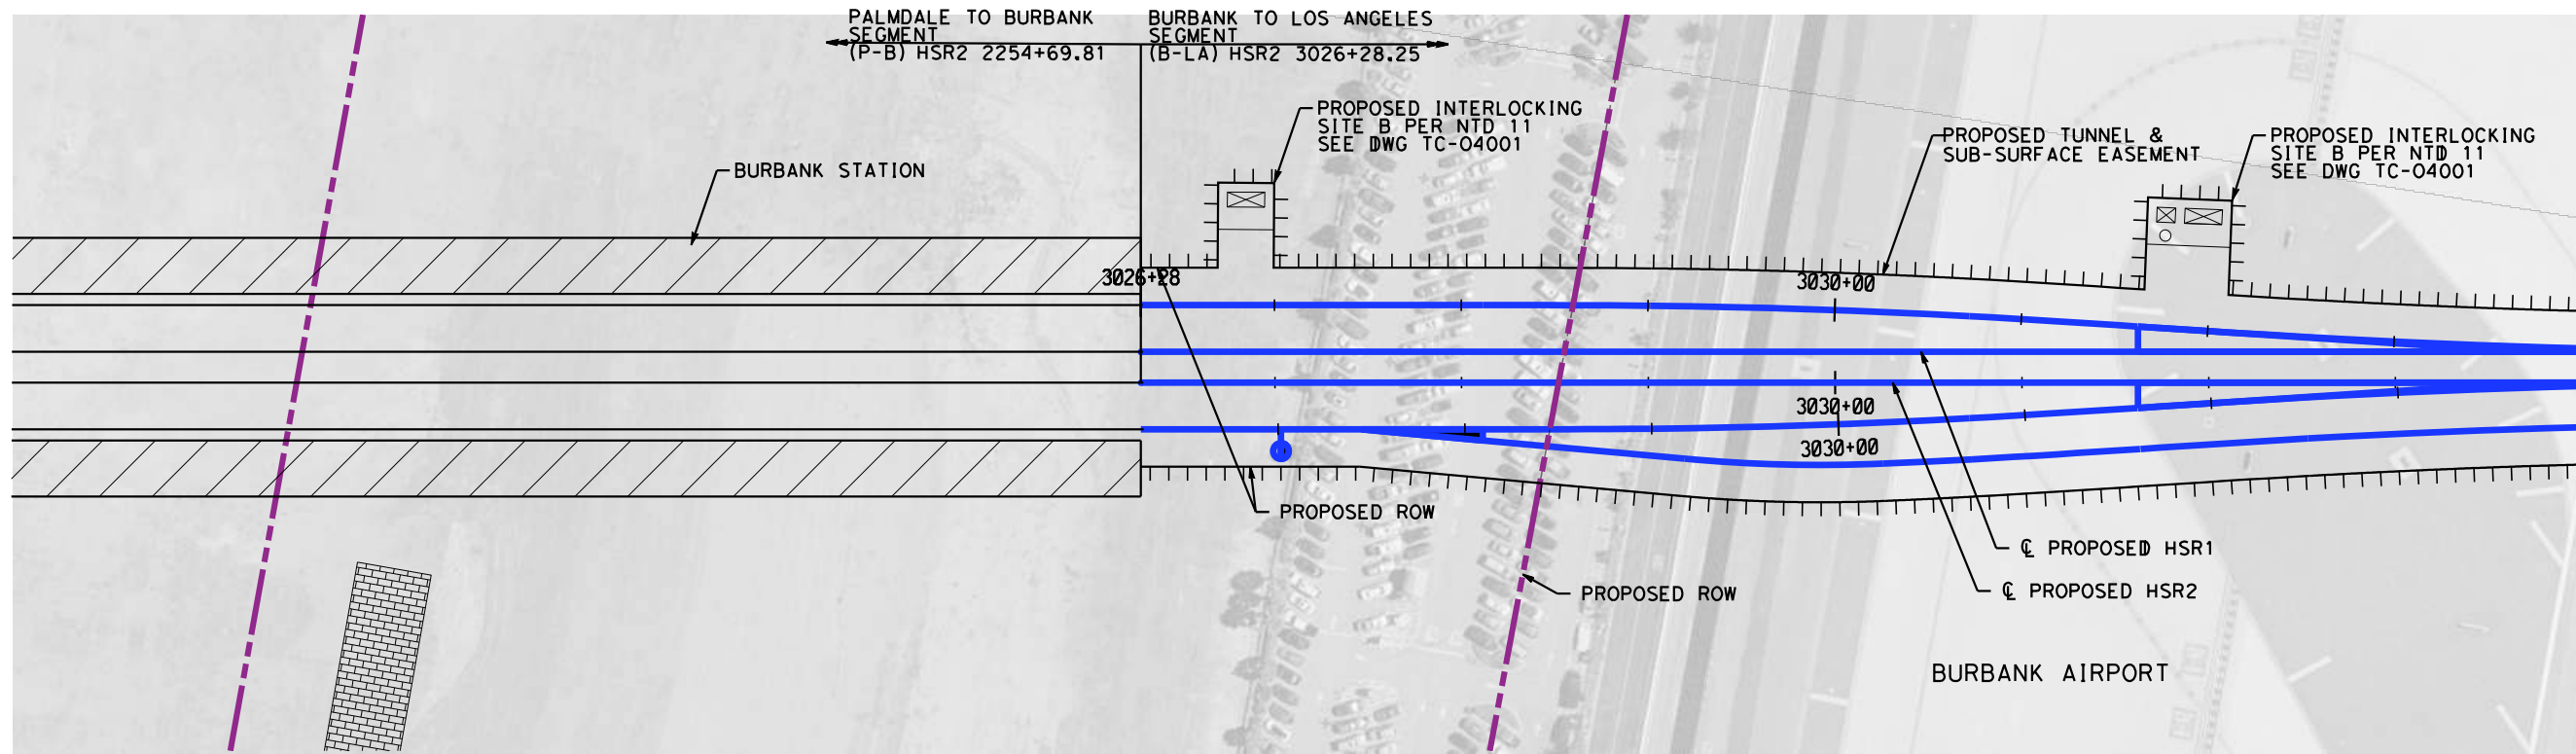 PALMDALE TO BURBANK
SEGMENT
(P-B) HSR2 2254+69.81
BURBANK TO LOS ANGELES
SEGMENT
(B-LA) HSR2 3026+28.25
PROPOSED INTERLOCKING
SITE B PER NTD 11
SEE DWG TC-04001
PROPOSED TUNNEL &
SUB-SURFACE EASEMENT
PROPOSED INTERLOCKING
SITE B PER NTD 11
SEE DWG TC-04001
BURBANK STATION
3026+28
3030+00
3030+00
3030+00
PROPOSED ROW
℄ PROPOSED HSR1
℄ PROPOSED HSR2
PROPOSED ROW
BURBANK AIRPORT